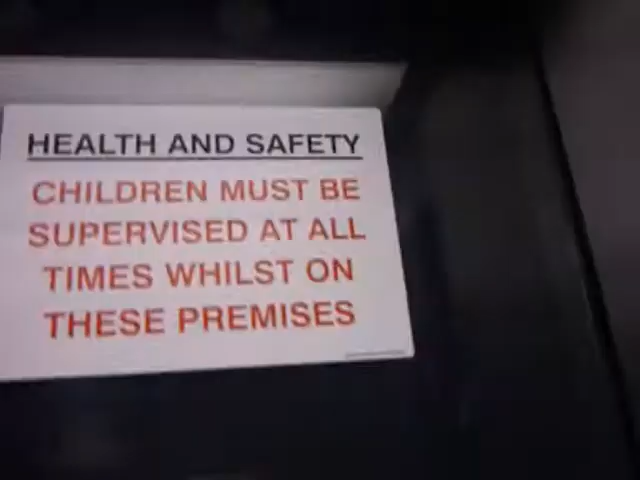 HEALTH AND SAFETY
CHILDREN MUST BE
SUPERVISED AT ALL
TIMES WHILST ON
THESE PREMISES